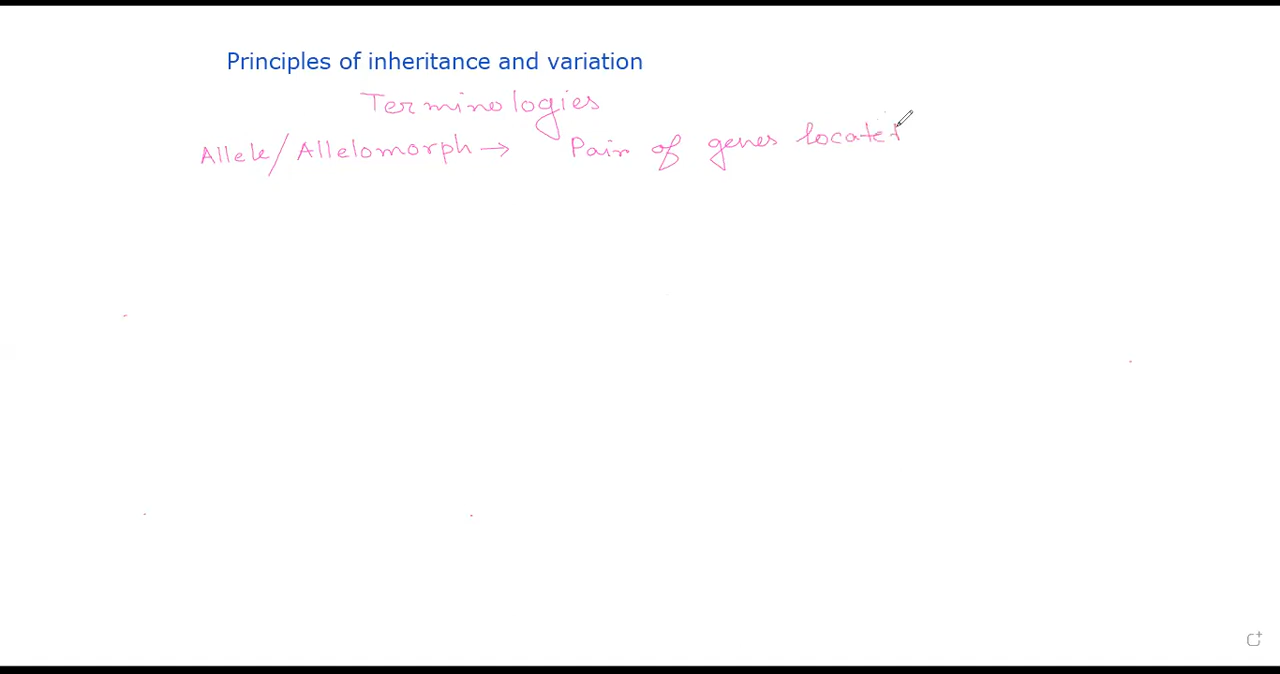 Principles of inheritance and variation
Terminologies
Allele/Allelomorph → Pair of genes located